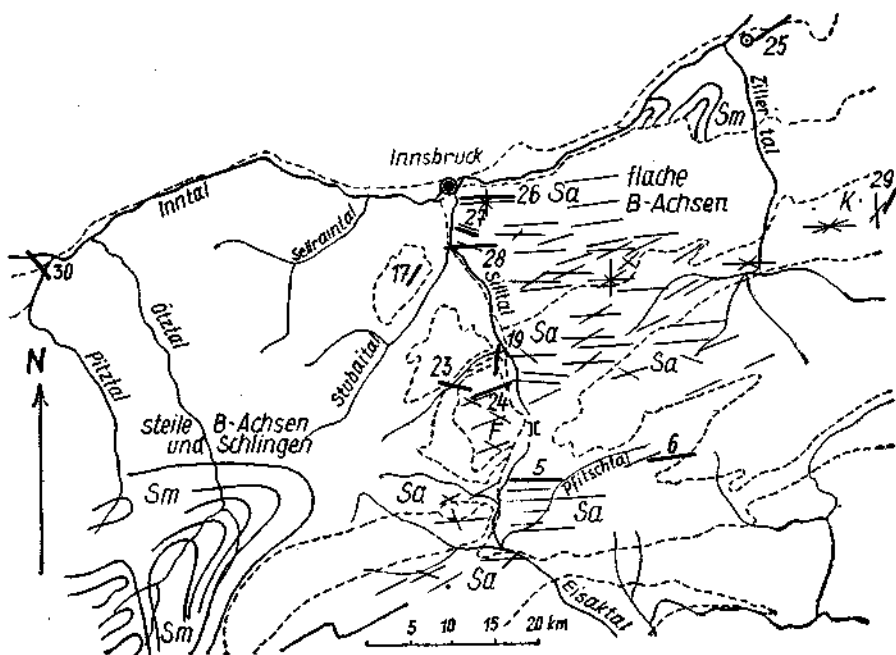 25
Zillertal
Sm
Innsbruck
Inntal
26 Sa
flache
B-Achsen
29
K.
27
Sellraintal
28
30
17
Silltal
Ötztal
Pitztal
Stubaital
19
Sa
Sa
N
23
24
steile B-Achsen
und Schlingen
F
5
6
Pfitschtal
Sm
Sa
Sa
Sa
Sm
Eisaktal
5 10 15 20 km